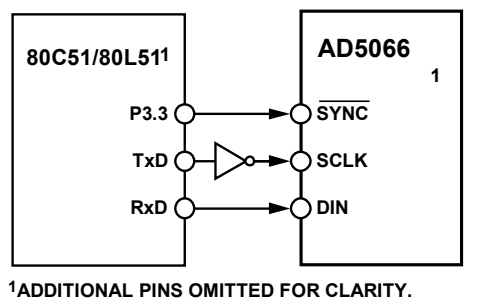 80C51/80L51¹
AD5066
1
P3.3
SYNC
TxD
SCLK
RxD
DIN
¹ADDITIONAL PINS OMITTED FOR CLARITY.